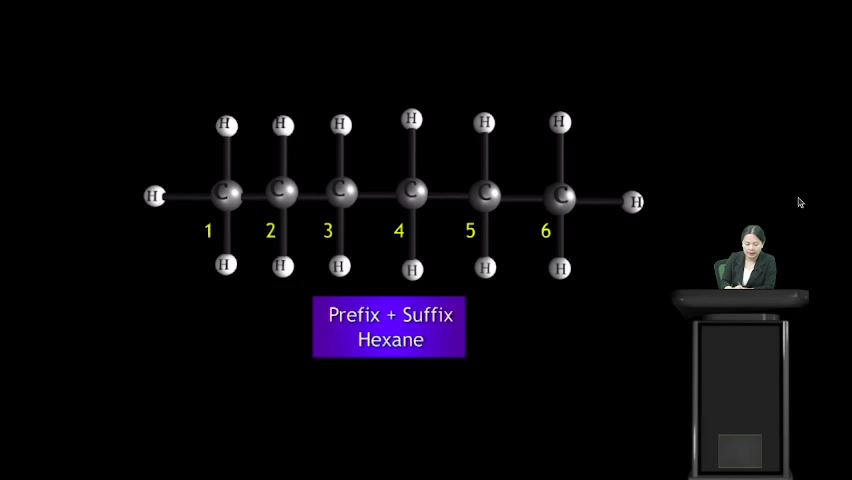 H H H H H H
H C C C C C C H
1 2 3 4 5 6
H H H H H H
Prefix + Suffix
Hexane